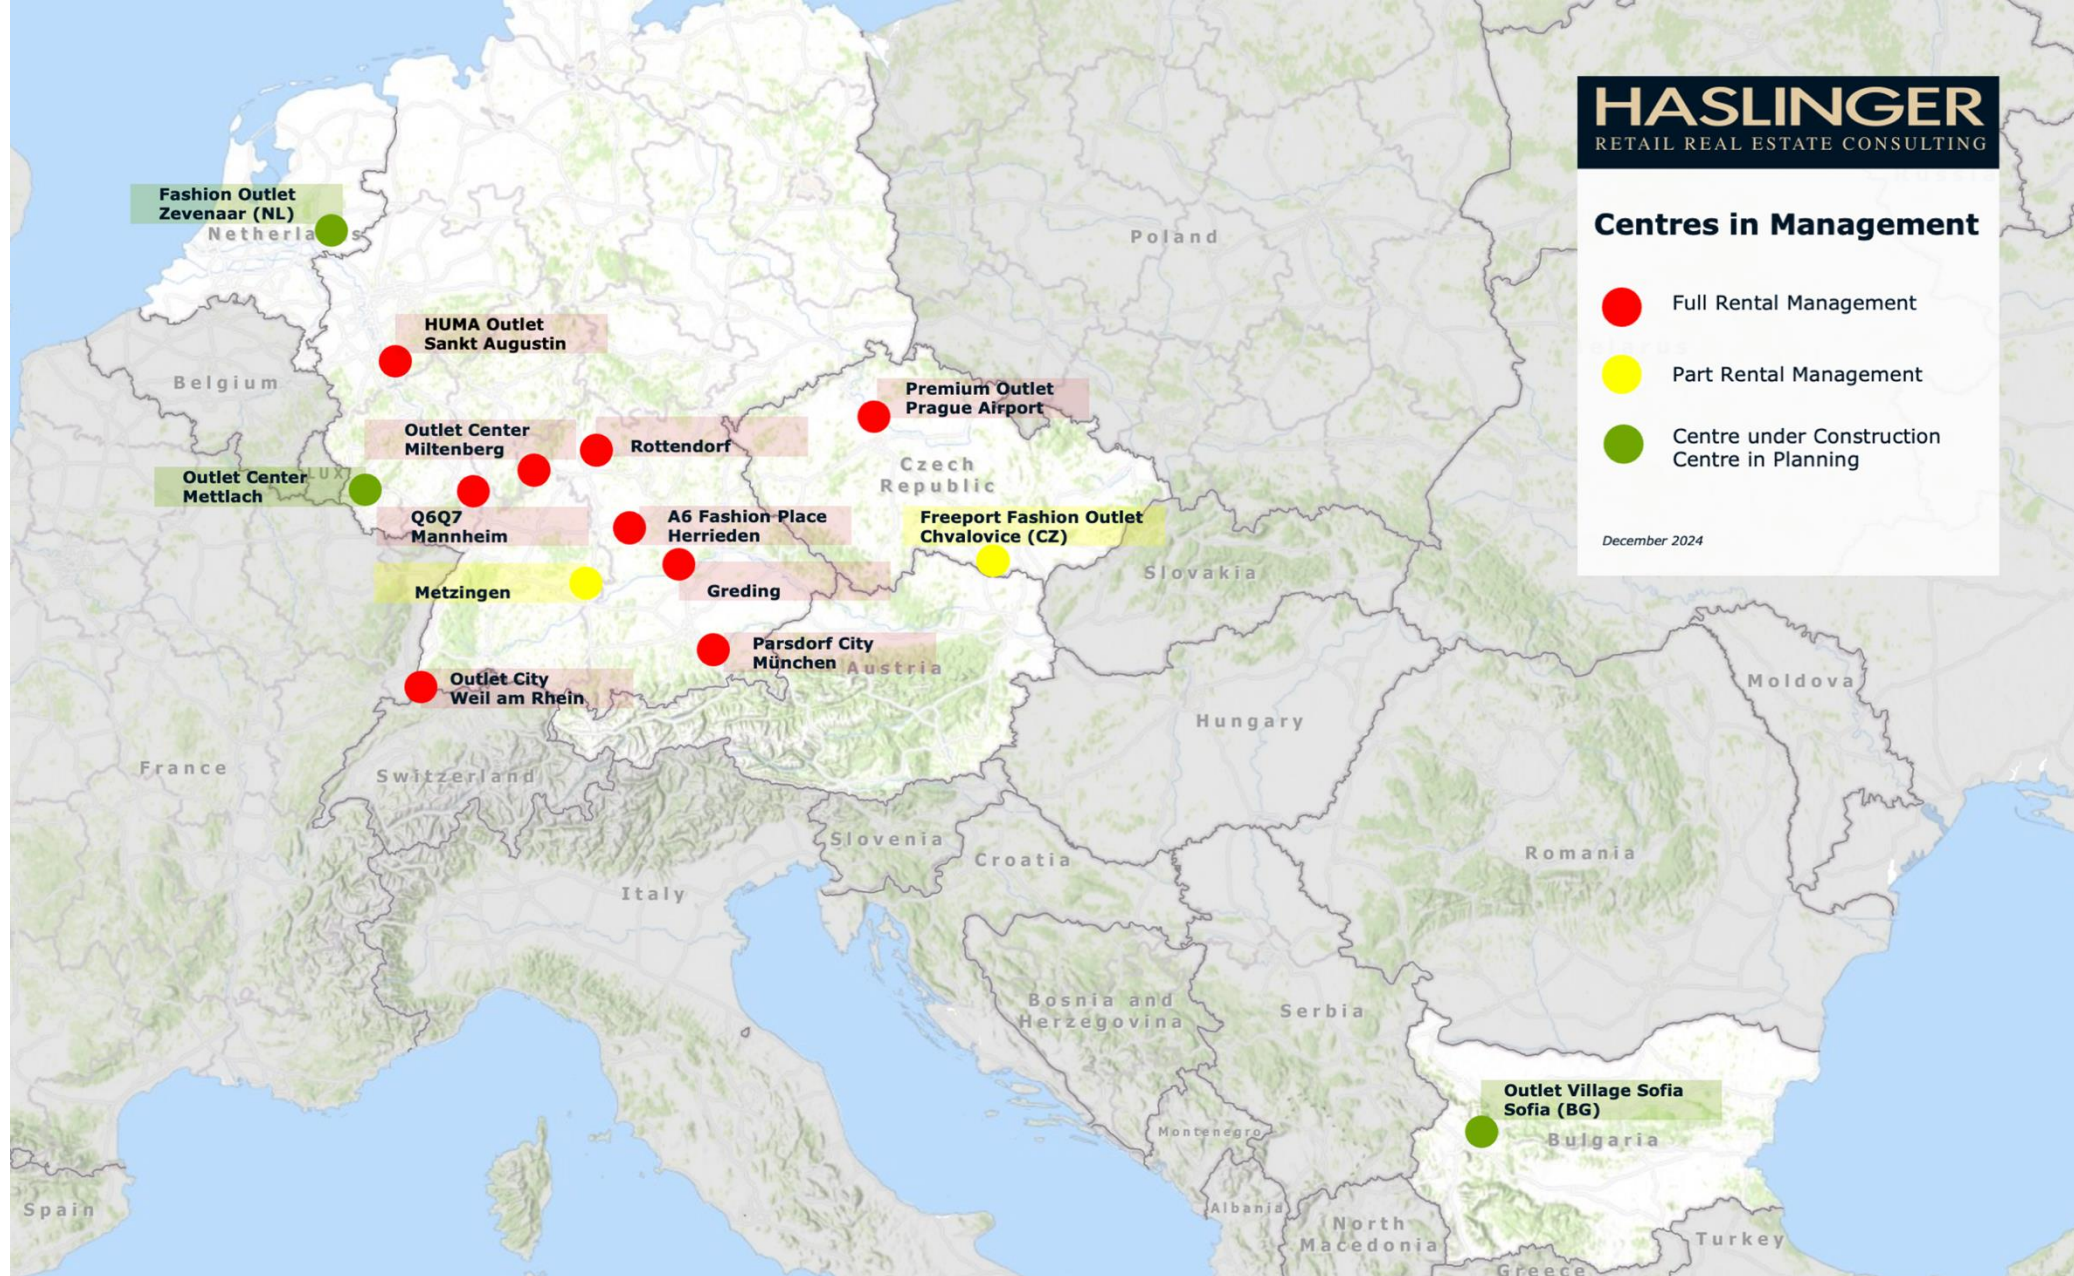 HASLINGER
RETAIL REAL ESTATE CONSULTING
Centres in Management
Full Rental Management
Part Rental Management
Centre under Construction
Centre in Planning
December 2024
Fashion Outlet
Zevenaar (NL)
HUMA Outlet
Sankt Augustin
Premium Outlet
Prague Airport
Outlet Center
Miltenberg
Rottendorf
Outlet Center
Mettlach
Q6Q7
Mannheim
A6 Fashion Place
Herrieden
Freeport Fashion Outlet
Chvalovice (CZ)
Metzingen
Greding
Parsdorf City
München
Outlet City
Weil am Rhein
Outlet Village Sofia
Sofia (BG)
Poland
Belgium
LUX
Czech
Republic
Slovakia
Austria
Moldova
Hungary
France
Switzerland
Slovenia
Croatia
Romania
Italy
Bosnia and
Herzegovina
Serbia
Montenegro
Bulgaria
Spain
Albania
North
Macedonia
Turkey
Greece